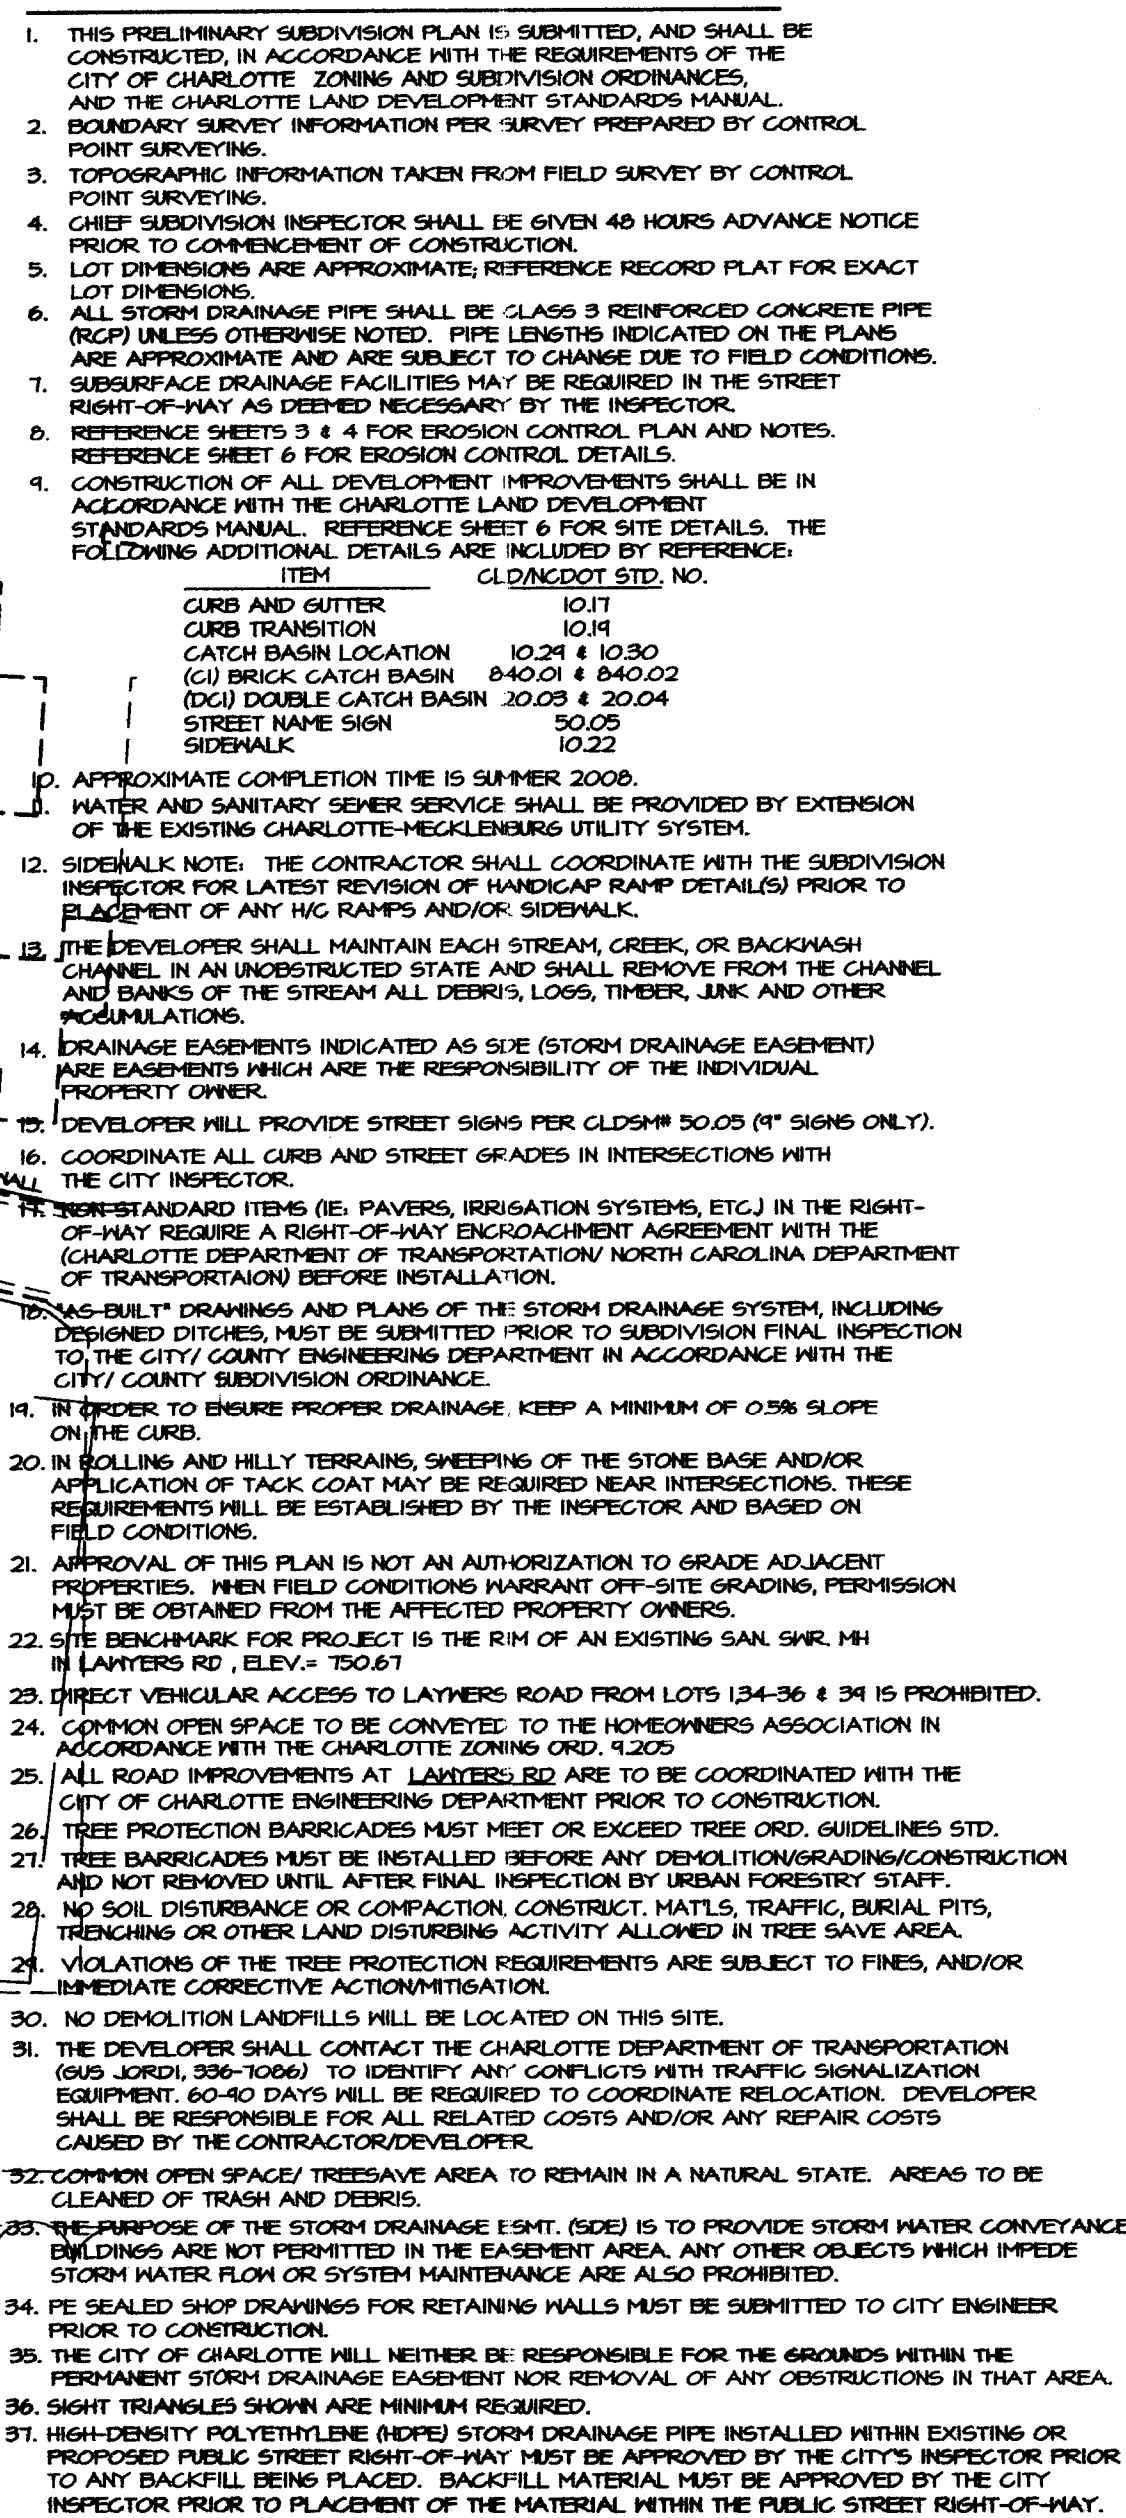 1. THIS PRELIMINARY SUBDIVISION PLAN IS SUBMITTED, AND SHALL BE
CONSTRUCTED, IN ACCORDANCE WITH THE REQUIREMENTS OF THE
CITY OF CHARLOTTE ZONING AND SUBDIVISION ORDINANCES,
AND THE CHARLOTTE LAND DEVELOPMENT STANDARDS MANUAL.
2. BOUNDARY SURVEY INFORMATION PER SURVEY PREPARED BY CONTROL
POINT SURVEYING.
3. TOPOGRAPHIC INFORMATION TAKEN FROM FIELD SURVEY BY CONTROL
POINT SURVEYING.
4. CHIEF SUBDIVISION INSPECTOR SHALL BE GIVEN 48 HOURS ADVANCE NOTICE
PRIOR TO COMMENCEMENT OF CONSTRUCTION.
5. LOT DIMENSIONS ARE APPROXIMATE; REFERENCE RECORD PLAT FOR EXACT
LOT DIMENSIONS.
6. ALL STORM DRAINAGE PIPE SHALL BE CLASS 3 REINFORCED CONCRETE PIPE
(RCP) UNLESS OTHERWISE NOTED. PIPE LENGTHS INDICATED ON THE PLANS
ARE APPROXIMATE AND ARE SUBJECT TO CHANGE DUE TO FIELD CONDITIONS.
7. SUBSURFACE DRAINAGE FACILITIES MAY BE REQUIRED IN THE STREET
RIGHT-OF-WAY AS DEEMED NECESSARY BY THE INSPECTOR.
8. REFERENCE SHEETS 3 & 4 FOR EROSION CONTROL PLAN AND NOTES.
REFERENCE SHEET 6 FOR EROSION CONTROL DETAILS.
9. CONSTRUCTION OF ALL DEVELOPMENT IMPROVEMENTS SHALL BE IN
ACCORDANCE WITH THE CHARLOTTE LAND DEVELOPMENT
STANDARDS MANUAL. REFERENCE SHEET 6 FOR SITE DETAILS. THE
FOLLOWING ADDITIONAL DETAILS ARE INCLUDED BY REFERENCE:
ITEM CLD/NCDOT STD. NO.
CURB AND GUTTER 10.17
CURB TRANSITION 10.19
CATCH BASIN LOCATION 10.29 & 10.30
(CI) BRICK CATCH BASIN 840.01 & 840.02
(DCI) DOUBLE CATCH BASIN 20.03 & 20.04
STREET NAME SIGN 50.05
SIDEWALK 10.22
10. APPROXIMATE COMPLETION TIME IS SUMMER 2008.
11. WATER AND SANITARY SEWER SERVICE SHALL BE PROVIDED BY EXTENSION
OF THE EXISTING CHARLOTTE-MECKLENBURG UTILITY SYSTEM.
12. SIDEWALK NOTE: THE CONTRACTOR SHALL COORDINATE WITH THE SUBDIVISION
INSPECTOR FOR LATEST REVISION OF HANDICAP RAMP DETAIL(S) PRIOR TO
PLACEMENT OF ANY H/C RAMPS AND/OR SIDEWALK.
13. THE DEVELOPER SHALL MAINTAIN EACH STREAM, CREEK, OR BACKWASH
CHANNEL IN AN UNOBSTRUCTED STATE AND SHALL REMOVE FROM THE CHANNEL
AND BANKS OF THE STREAM ALL DEBRIS, LOGS, TIMBER, JUNK AND OTHER
ACCUMULATIONS.
14. DRAINAGE EASEMENTS INDICATED AS SDE (STORM DRAINAGE EASEMENT)
ARE EASEMENTS WHICH ARE THE RESPONSIBILITY OF THE INDIVIDUAL
PROPERTY OWNER.
15. DEVELOPER WILL PROVIDE STREET SIGNS PER CLDSM# 50.05 (9" SIGNS ONLY).
16. COORDINATE ALL CURB AND STREET GRADES IN INTERSECTIONS WITH
THE CITY INSPECTOR.
17. NON-STANDARD ITEMS (IE: PAVERS, IRRIGATION SYSTEMS, ETC.) IN THE RIGHT-
OF-WAY REQUIRE A RIGHT-OF-WAY ENCROACHMENT AGREEMENT WITH THE
(CHARLOTTE DEPARTMENT OF TRANSPORTATION/ NORTH CAROLINA DEPARTMENT
OF TRANSPORTAION) BEFORE INSTALLATION.
18. "AS-BUILT" DRAWINGS AND PLANS OF THE STORM DRAINAGE SYSTEM, INCLUDING
DESIGNED DITCHES, MUST BE SUBMITTED PRIOR TO SUBDIVISION FINAL INSPECTION
TO THE CITY/ COUNTY ENGINEERING DEPARTMENT IN ACCORDANCE WITH THE
CITY/ COUNTY SUBDIVISION ORDINANCE.
19. IN ORDER TO ENSURE PROPER DRAINAGE, KEEP A MINIMUM OF 0.5% SLOPE
ON THE CURB.
20. IN ROLLING AND HILLY TERRAINS, SWEEPING OF THE STONE BASE AND/OR
APPLICATION OF TACK COAT MAY BE REQUIRED NEAR INTERSECTIONS. THESE
REQUIREMENTS WILL BE ESTABLISHED BY THE INSPECTOR AND BASED ON
FIELD CONDITIONS.
21. APPROVAL OF THIS PLAN IS NOT AN AUTHORIZATION TO GRADE ADJACENT
PROPERTIES. WHEN FIELD CONDITIONS WARRANT OFF-SITE GRADING, PERMISSION
MUST BE OBTAINED FROM THE AFFECTED PROPERTY OWNERS.
22. SITE BENCHMARK FOR PROJECT IS THE RIM OF AN EXISTING SAN. SWR. MH
IN LAWYERS RD , ELEV.= 750.67
23. DIRECT VEHICULAR ACCESS TO LAYWERS ROAD FROM LOTS 1,34-36 & 39 IS PROHIBITED.
24. COMMON OPEN SPACE TO BE CONVEYED TO THE HOMEOWNERS ASSOCIATION IN
ACCORDANCE WITH THE CHARLOTTE ZONING ORD. 9.205
25. ALL ROAD IMPROVEMENTS AT LAWYERS RD ARE TO BE COORDINATED WITH THE
CITY OF CHARLOTTE ENGINEERING DEPARTMENT PRIOR TO CONSTRUCTION.
26. TREE PROTECTION BARRICADES MUST MEET OR EXCEED TREE ORD. GUIDELINES STD.
27. TREE BARRICADES MUST BE INSTALLED BEFORE ANY DEMOLITION/GRADING/CONSTRUCTION
AND NOT REMOVED UNTIL AFTER FINAL INSPECTION BY URBAN FORESTRY STAFF.
28. NO SOIL DISTURBANCE OR COMPACTION, CONSTRUCT. MAT'LS, TRAFFIC, BURIAL PITS,
TRENCHING OR OTHER LAND DISTURBING ACTIVITY ALLOWED IN TREE SAVE AREA.
29. VIOLATIONS OF THE TREE PROTECTION REQUIREMENTS ARE SUBJECT TO FINES, AND/OR
IMMEDIATE CORRECTIVE ACTION/MITIGATION.
30. NO DEMOLITION LANDFILLS WILL BE LOCATED ON THIS SITE.
31. THE DEVELOPER SHALL CONTACT THE CHARLOTTE DEPARTMENT OF TRANSPORTATION
(GUS JORDI, 336-7086) TO IDENTIFY ANY CONFLICTS WITH TRAFFIC SIGNALIZATION
EQUIPMENT. 60-90 DAYS WILL BE REQUIRED TO COORDINATE RELOCATION. DEVELOPER
SHALL BE RESPONSIBLE FOR ALL RELATED COSTS AND/OR ANY REPAIR COSTS
CAUSED BY THE CONTRACTOR/DEVELOPER.
32. COMMON OPEN SPACE/ TREESAVE AREA TO REMAIN IN A NATURAL STATE. AREAS TO BE
CLEANED OF TRASH AND DEBRIS.
33. THE PURPOSE OF THE STORM DRAINAGE ESMT. (SDE) IS TO PROVIDE STORM WATER CONVEYANCE
BUILDINGS ARE NOT PERMITTED IN THE EASEMENT AREA. ANY OTHER OBJECTS WHICH IMPEDE
STORM WATER FLOW OR SYSTEM MAINTENANCE ARE ALSO PROHIBITED.
34. PE SEALED SHOP DRAWINGS FOR RETAINING WALLS MUST BE SUBMITTED TO CITY ENGINEER
PRIOR TO CONSTRUCTION.
35. THE CITY OF CHARLOTTE WILL NEITHER BE RESPONSIBLE FOR THE GROUNDS WITHIN THE
PERMANENT STORM DRAINAGE EASEMENT NOR REMOVAL OF ANY OBSTRUCTIONS IN THAT AREA.
36. SIGHT TRIANGLES SHOWN ARE MINIMUM REQUIRED.
37. HIGH-DENSITY POLYETHYLENE (HDPE) STORM DRAINAGE PIPE INSTALLED WITHIN EXISTING OR
PROPOSED PUBLIC STREET RIGHT-OF-WAY MUST BE APPROVED BY THE CITY'S INSPECTOR PRIOR
TO ANY BACKFILL BEING PLACED. BACKFILL MATERIAL MUST BE APPROVED BY THE CITY
INSPECTOR PRIOR TO PLACEMENT OF THE MATERIAL WITHIN THE PUBLIC STREET RIGHT-OF-WAY.